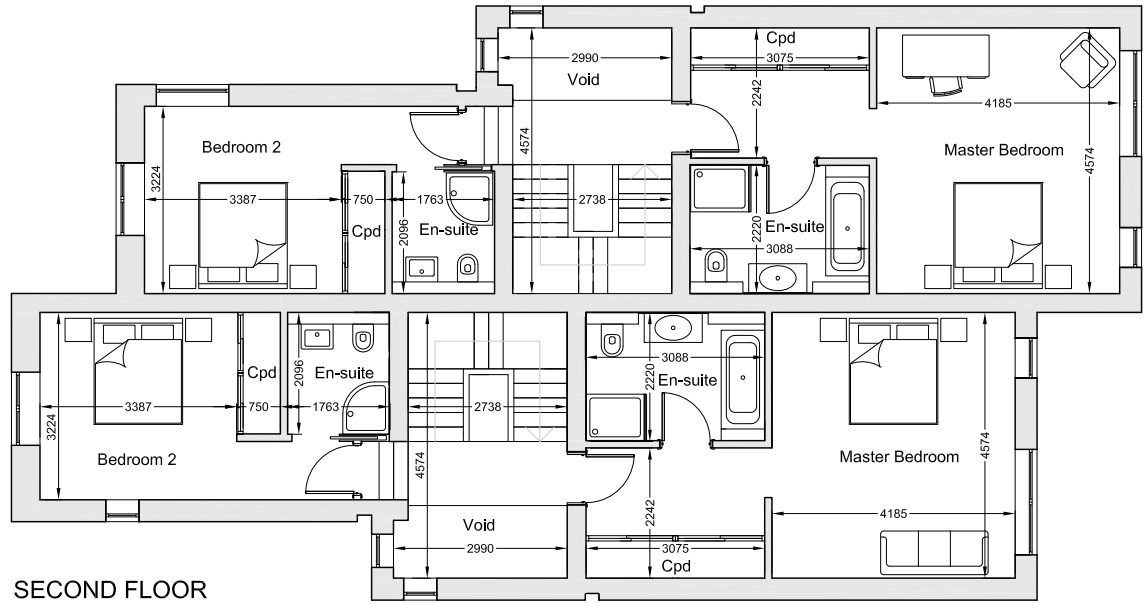 Cpd
2990
3075
Void
2242
4185
4574
Bedroom 2
Master Bedroom
4574
3224
3387
750
1763
2738
2220
En-suite
En-suite
Cpd
2096
3088
3088
2096
En-suite
2220
Cpd
En-suite
3387
750
1763
2738
3224
4574
4574
Bedroom 2
Master Bedroom
2242
4185
Void
2990
3075
Cpd
SECOND FLOOR